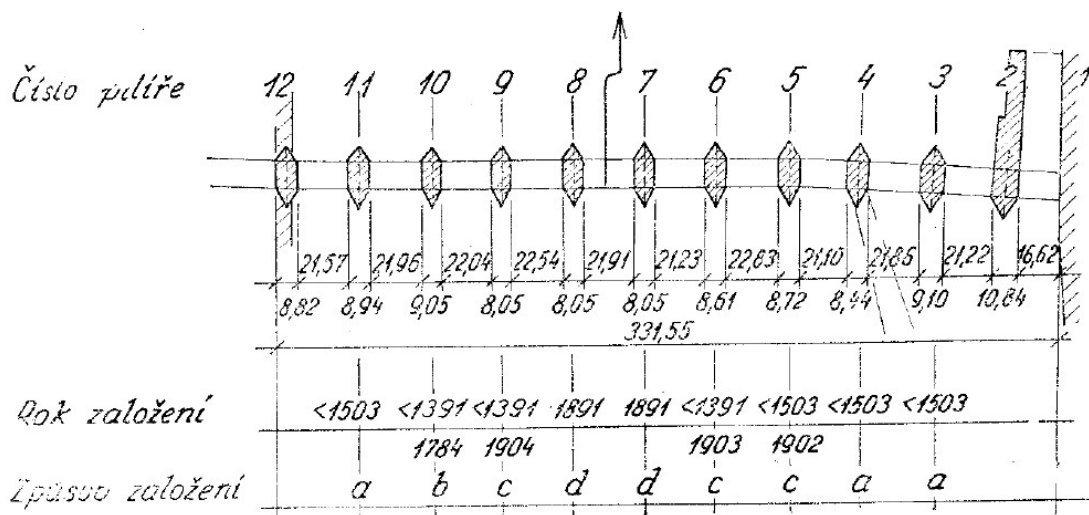 Číslo pilíře 12 11 10 9 8 7 6 5 4 3 2 1
21,57 21,96 22,04 22,54 21,91 21,23 22,83 21,10 21,85 21,22 16,62
8,82 8,94 9,05 8,05 8,05 8,05 8,61 8,72 8,44 9,10 10,84
331,55
Rok založení <1503 <1391 <1391 1891 1891 <1391 <1503 <1503 <1503
1784 1904 1903 1902
Způsob založení a b c d d c c a a